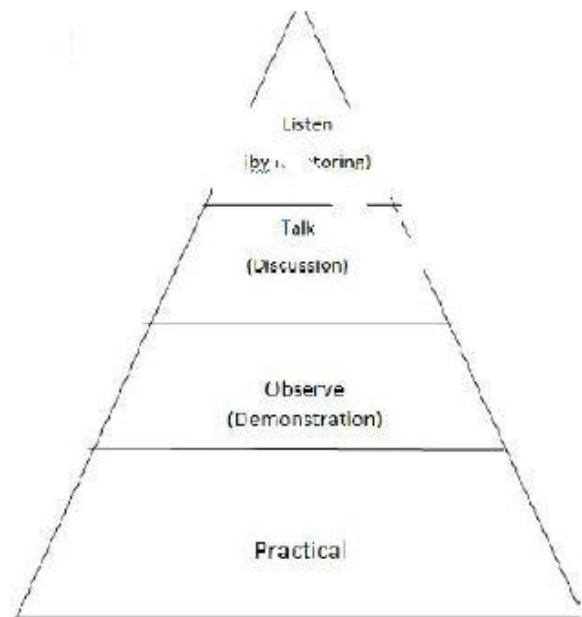 Listen
(by
Talk
(Discussion)
Observe
(Demonstration)
Practical